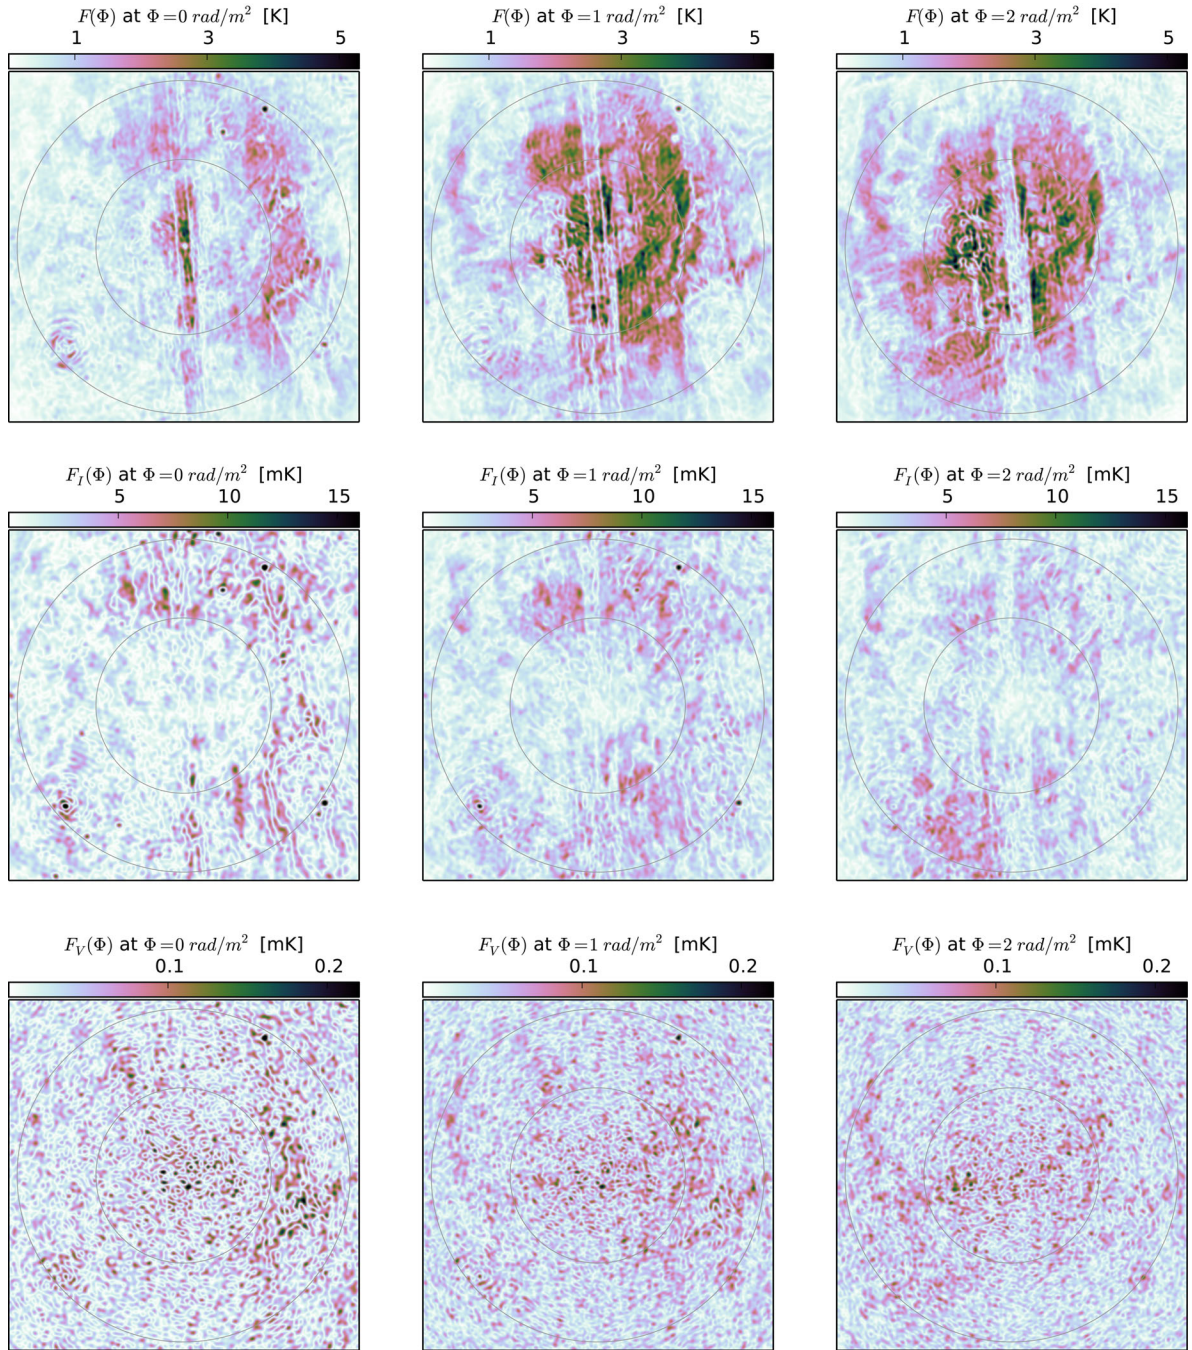 F(Φ) at Φ=0 rad/m² [K]
F(Φ) at Φ=1 rad/m² [K]
F(Φ) at Φ=2 rad/m² [K]
1 3 5
1 3 5
1 3 5
F_I(Φ) at Φ=0 rad/m² [mK]
F_I(Φ) at Φ=1 rad/m² [mK]
F_I(Φ) at Φ=2 rad/m² [mK]
5 10 15
5 10 15
5 10 15
F_V(Φ) at Φ=0 rad/m² [mK]
F_V(Φ) at Φ=1 rad/m² [mK]
F_V(Φ) at Φ=2 rad/m² [mK]
0.1 0.2
0.1 0.2
0.1 0.2